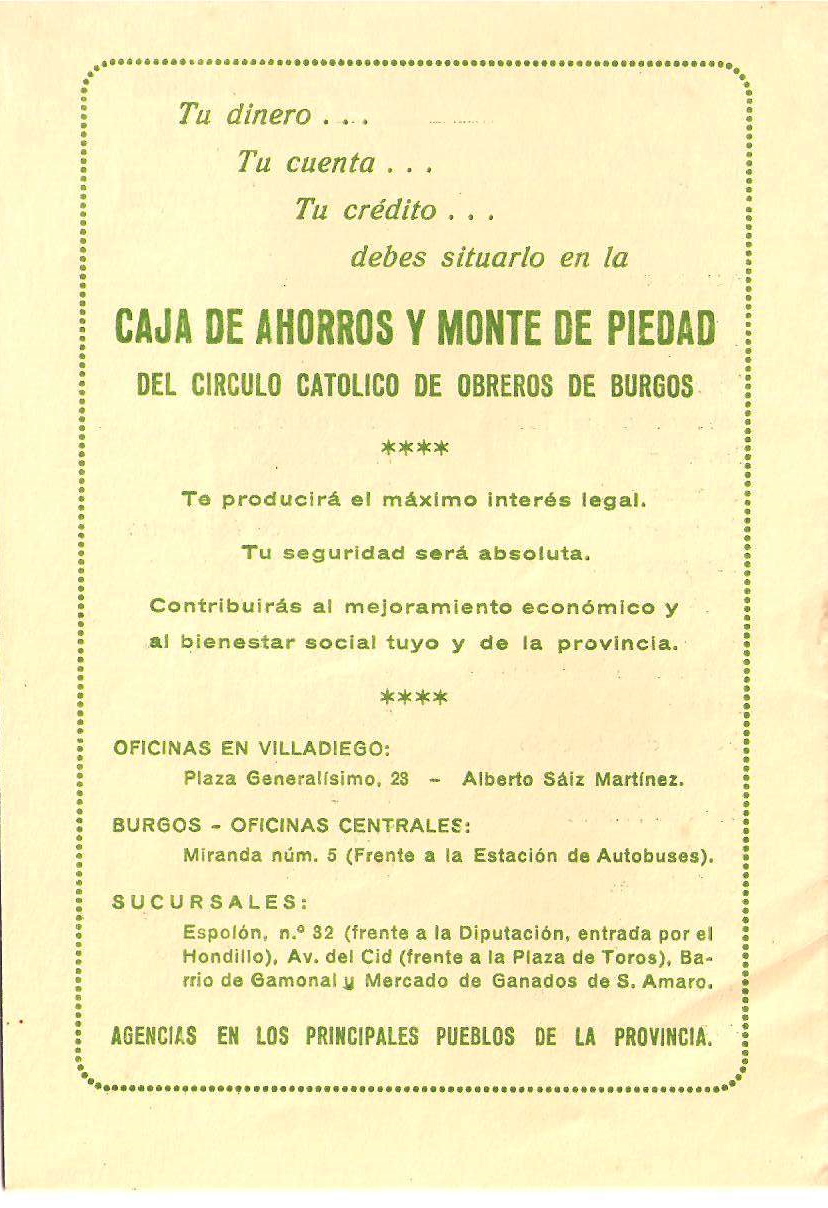 Tu dinero . . .
Tu cuenta . . .
Tu crédito . . .
debes situarlo en la
CAJA DE AHORROS Y MONTE DE PIEDAD
DEL CIRCULO CATOLICO DE OBREROS DE BURGOS
****
Te producirá el máximo interés legal.
Tu seguridad será absoluta.
Contribuirás al mejoramiento económico y
al bienestar social tuyo y de la provincia.
****
OFICINAS EN VILLADIEGO:
Plaza Generalísimo, 23 - Alberto Sáiz Martínez.
BURGOS - OFICINAS CENTRALES:
Miranda núm. 5 (Frente a la Estación de Autobuses).
SUCURSALES:
Espolón, n.º 32 (frente a la Diputación, entrada por el
Hondillo), Av. del Cid (frente a la Plaza de Toros), Ba-
rrio de Gamonal y Mercado de Ganados de S. Amaro.
AGENCIAS EN LOS PRINCIPALES PUEBLOS DE LA PROVINCIA.